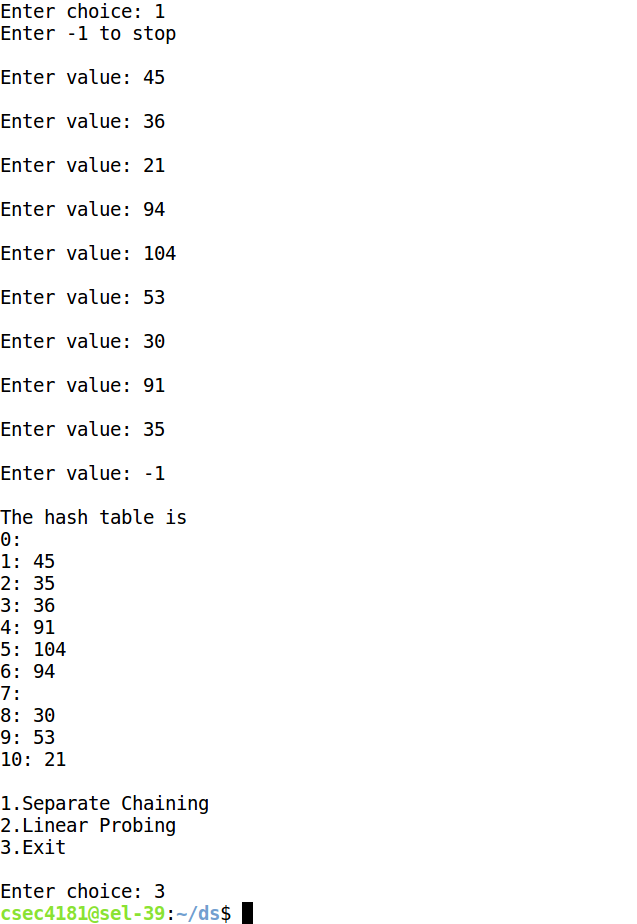 Enter choice: 1
Enter -1 to stop
Enter value: 45
Enter value: 36
Enter value: 21
Enter value: 94
Enter value: 104
Enter value: 53
Enter value: 30
Enter value: 91
Enter value: 35
Enter value: -1
The hash table is
0:
1: 45
2: 35
3: 36
4: 91
5: 104
6: 94
7:
8: 30
9: 53
10: 21
1.Separate Chaining
2.Linear Probing
3.Exit
Enter choice: 3
csec4181@sel-39:~/ds$